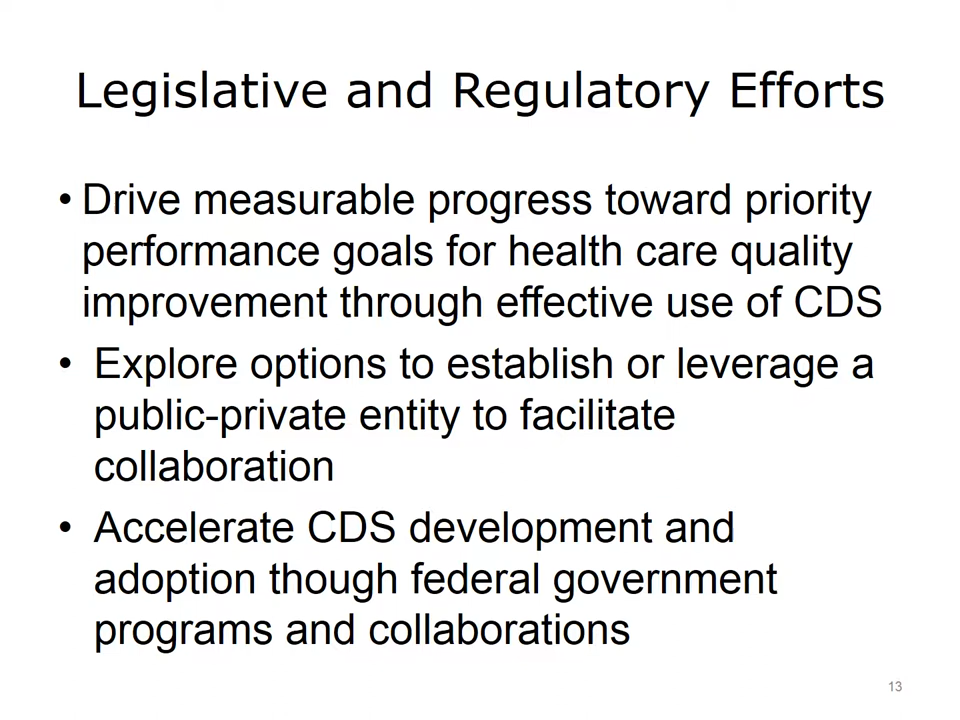 Legislative and Regulatory Efforts
• Drive measurable progress toward priority
performance goals for health care quality
improvement through effective use of CDS
• Explore options to establish or leverage a
public-private entity to facilitate
collaboration
• Accelerate CDS development and
adoption though federal government
programs and collaborations
13